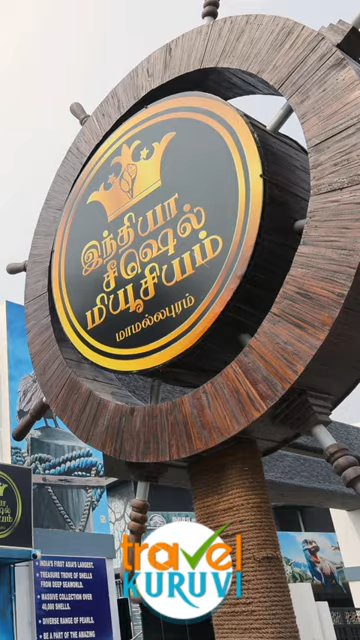 இந்தியா
சீஷெல்
மியூசியம்
மாமல்லபுரம்
INDIA'S FIRST ASIA'S LARGEST.
TREASURE TROVE OF SHELLS
FROM DEEP SEAWORLD.
MASSIVE COLLECTION OVER
40,000 SHELLS.
DIVERSE RANGE OF PEARLS.
BE A PART OF THE AMAZING
travel
KURUVI